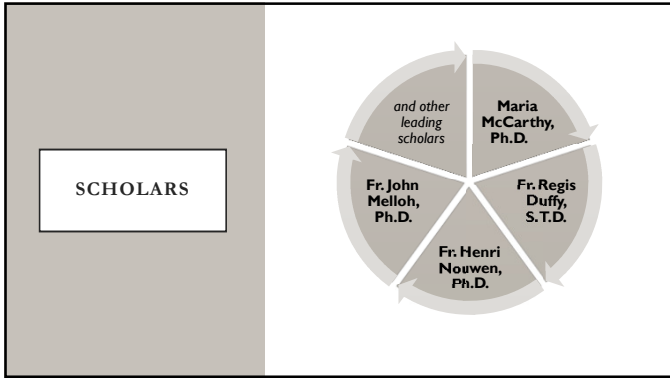 SCHOLARS
and other
leading
scholars
Maria
McCarthy,
Ph.D.
Fr. Regis
Duffy,
S.T.D.
Fr. Henri
Nouwen,
Ph.D.
Fr. John
Melloh,
Ph.D.